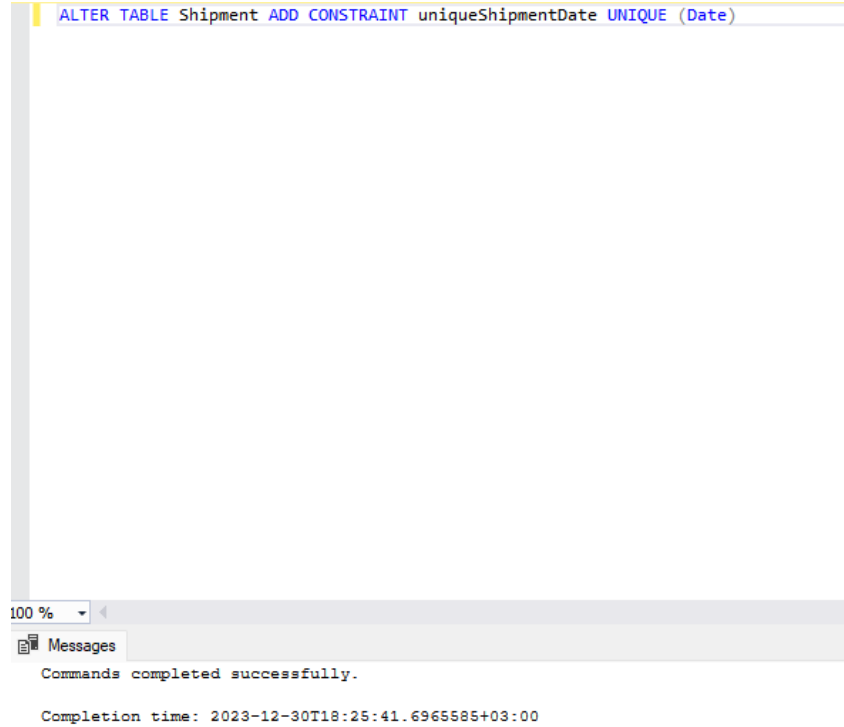 ALTER TABLE Shipment ADD CONSTRAINT uniqueShipmentDate UNIQUE (Date)
100 %
Messages
Commands completed successfully.
Completion time: 2023-12-30T18:25:41.6965585+03:00